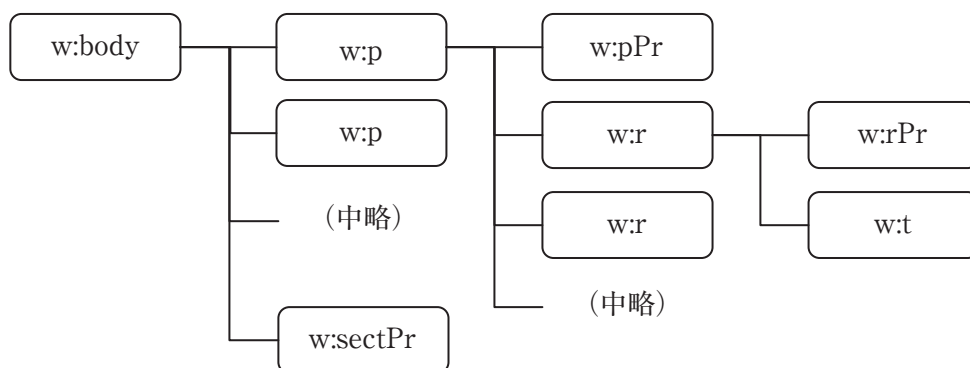 w:body
w:p
w:pPr
w:p
w:r
w:rPr
（中略）
w:r
w:t
（中略）
w:sectPr